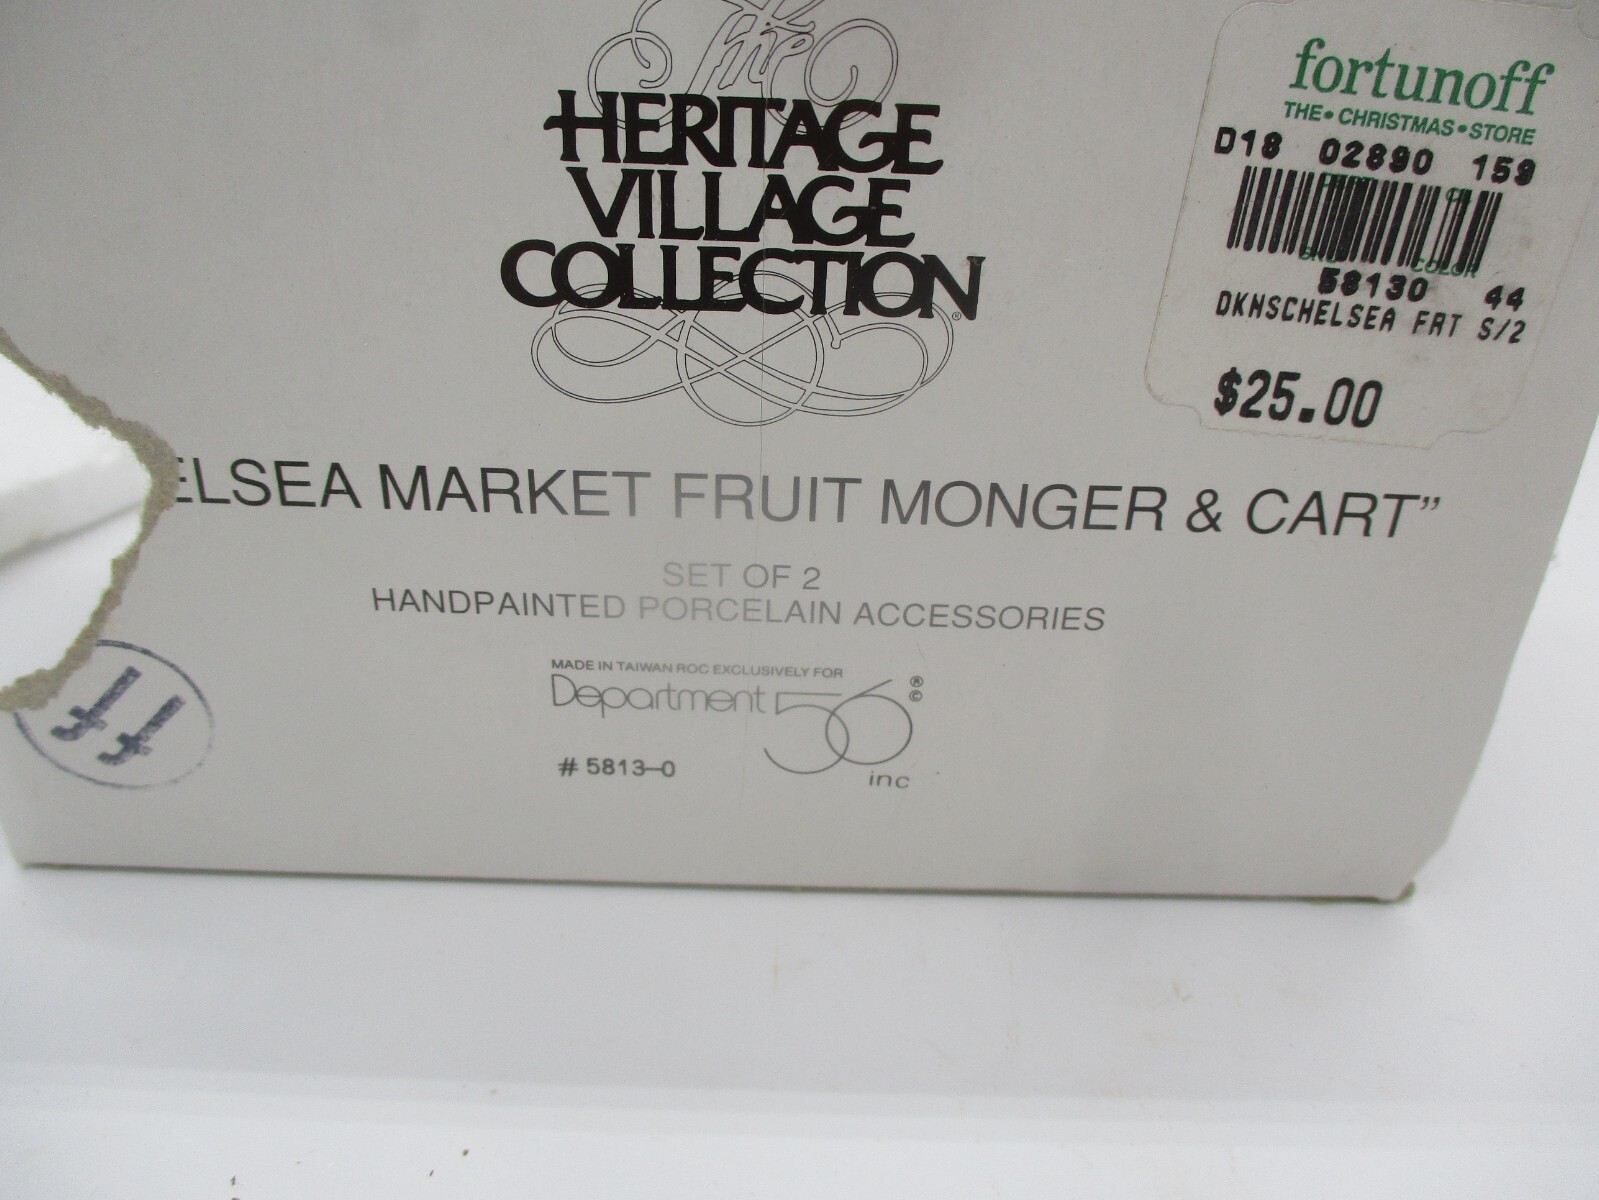 The
HERITAGE
VILLAGE
COLLECTION®
ELSEA MARKET FRUIT MONGER & CART”
SET OF 2
HANDPAINTED PORCELAIN ACCESSORIES
MADE IN TAIWAN ROC EXCLUSIVELY FOR
Department 56 ® ©
inc
# 5813–0
fortunoff
THE • CHRISTMAS • STORE
D18 02890 159
COLOR
58130 44
DKHSCHELSEA FRT S/2
$25.00